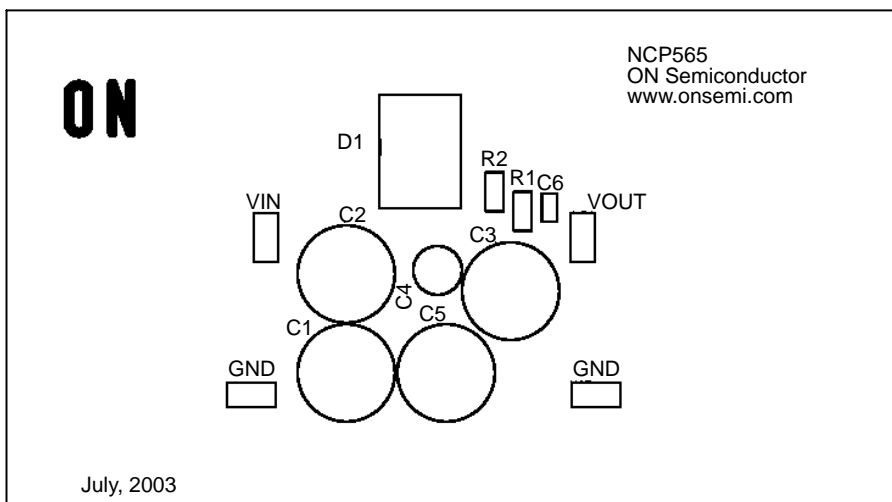 NCP565
ON Semiconductor
www.onsemi.com
ON
D1
R2
R1
C6
VIN
VOUT
C2
C3
C4
C5
C1
GND
GND
July, 2003